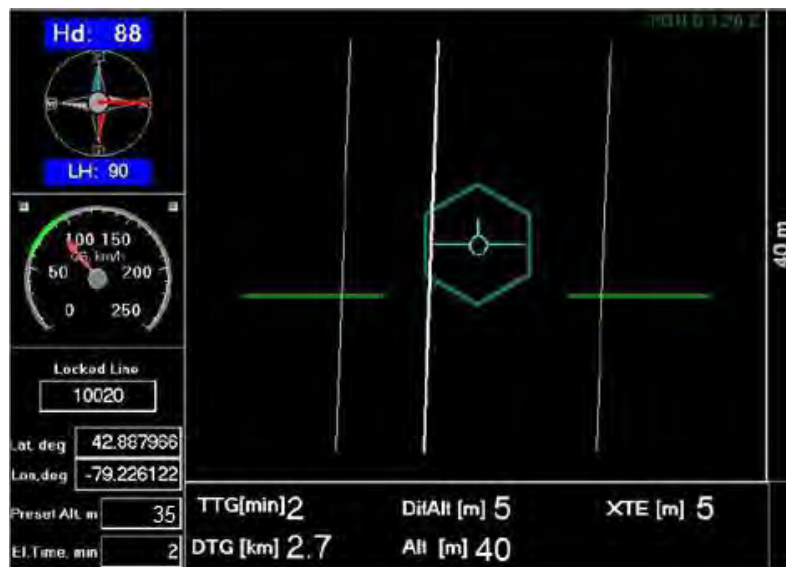 Hd: 88
LH: 90
100 150
GS, km/h
50 200
0 250
Locked Line
10020
Lat, deg 42.887966
Lon,deg -79.226122
Preset Alt, m 35
El.Time, min 2
40 m
TTG[min] 2 DifAlt [m] 5 XTE [m] 5
DTG [km] 2.7 Alt [m] 40